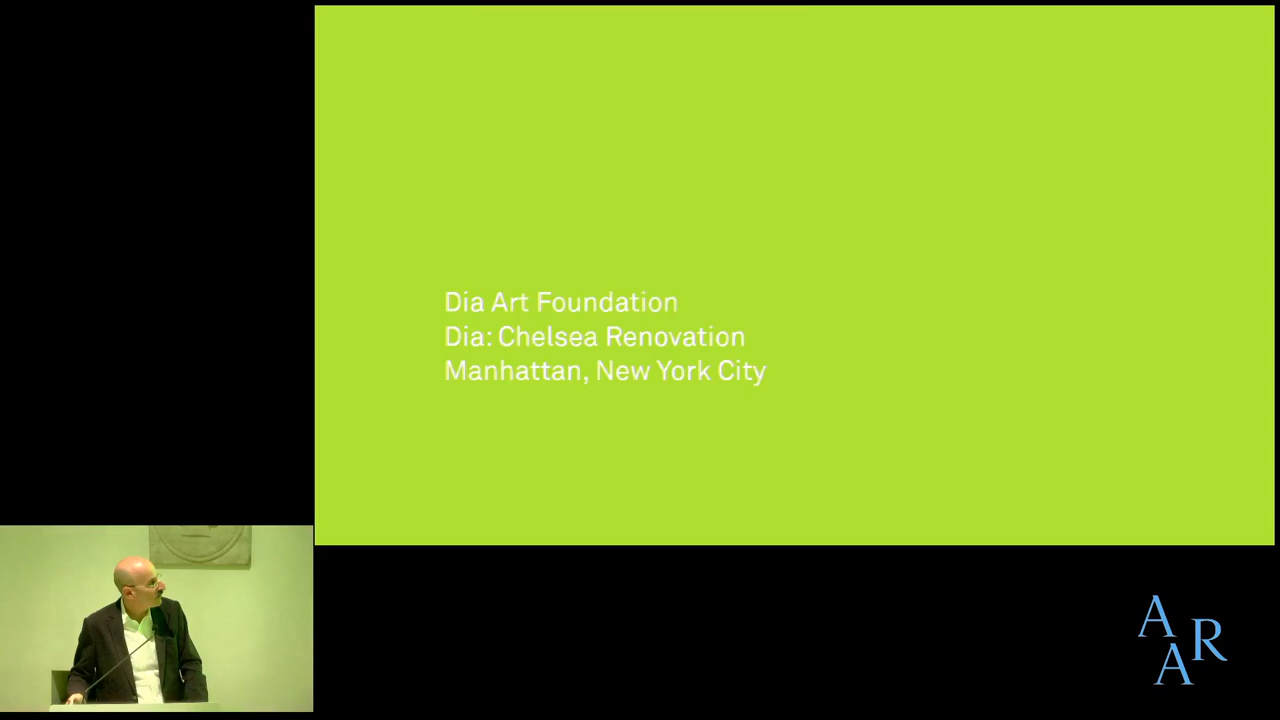 Dia Art Foundation
Dia: Chelsea Renovation
Manhattan, New York City
A
R
A